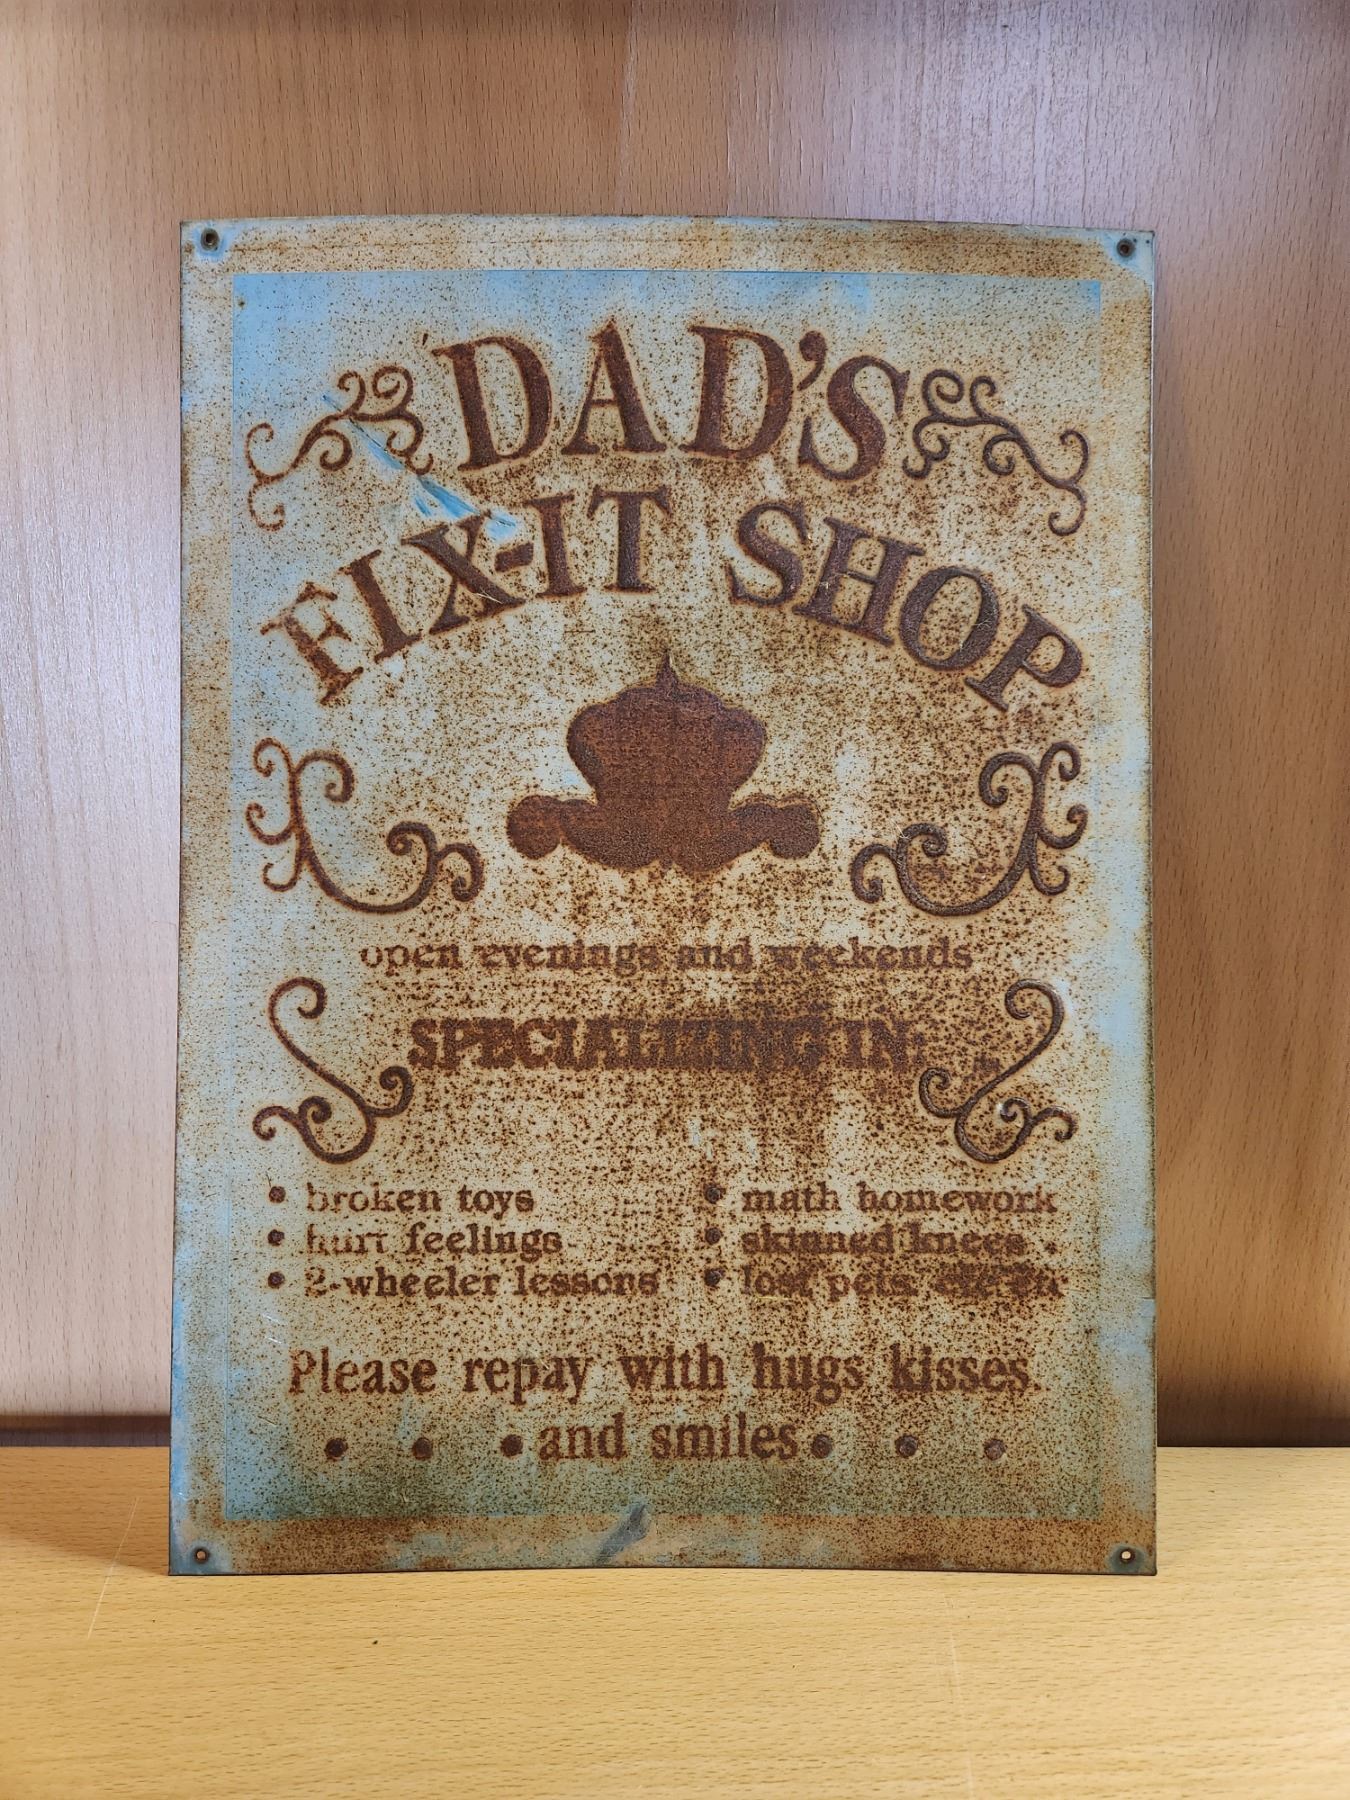 DAD'S
FIX-IT SHOP
open evenings and weekends
SPECIALIZING IN:
• broken toys
• hurt feelings
• 2-wheeler lessons
• math homework
• skinned knees
• lost pets,
Please repay with hugs kisses
• • • and smiles • • •